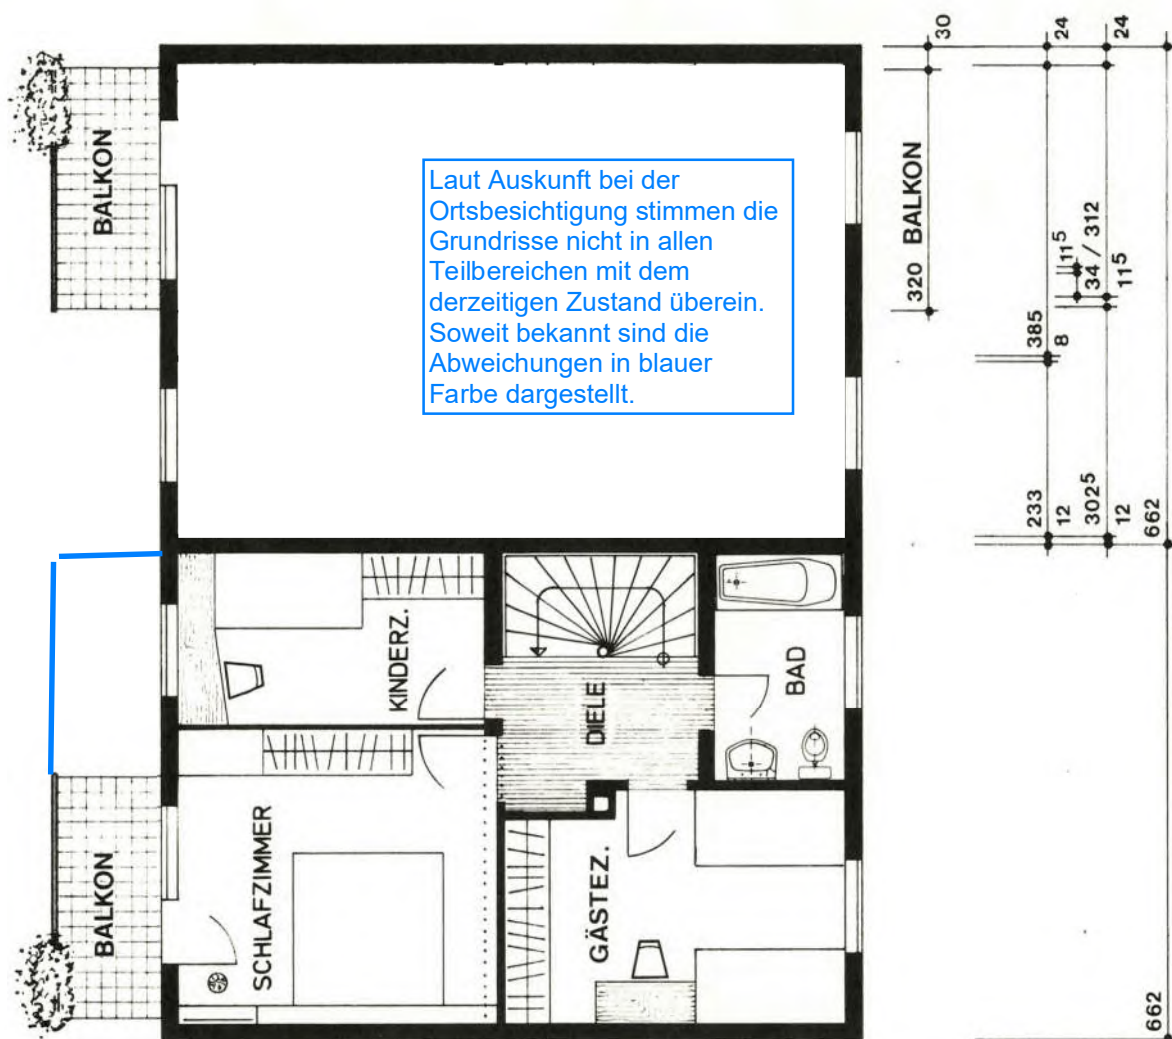 BALKON
Laut Auskunft bei der
Ortsbesichtigung stimmen die
Grundrisse nicht in allen
Teilbereichen mit dem
derzeitigen Zustand überein.
Soweit bekannt sind die
Abweichungen in blauer
Farbe dargestellt.
KINDERZ.
DIELE
BAD
BALKON
SCHLAFZIMMER
GÄSTEZ.
30
320 BALKON
24
385
8
233
12
11⁵
34 / 312
24
11⁵
302⁵
12
662
662